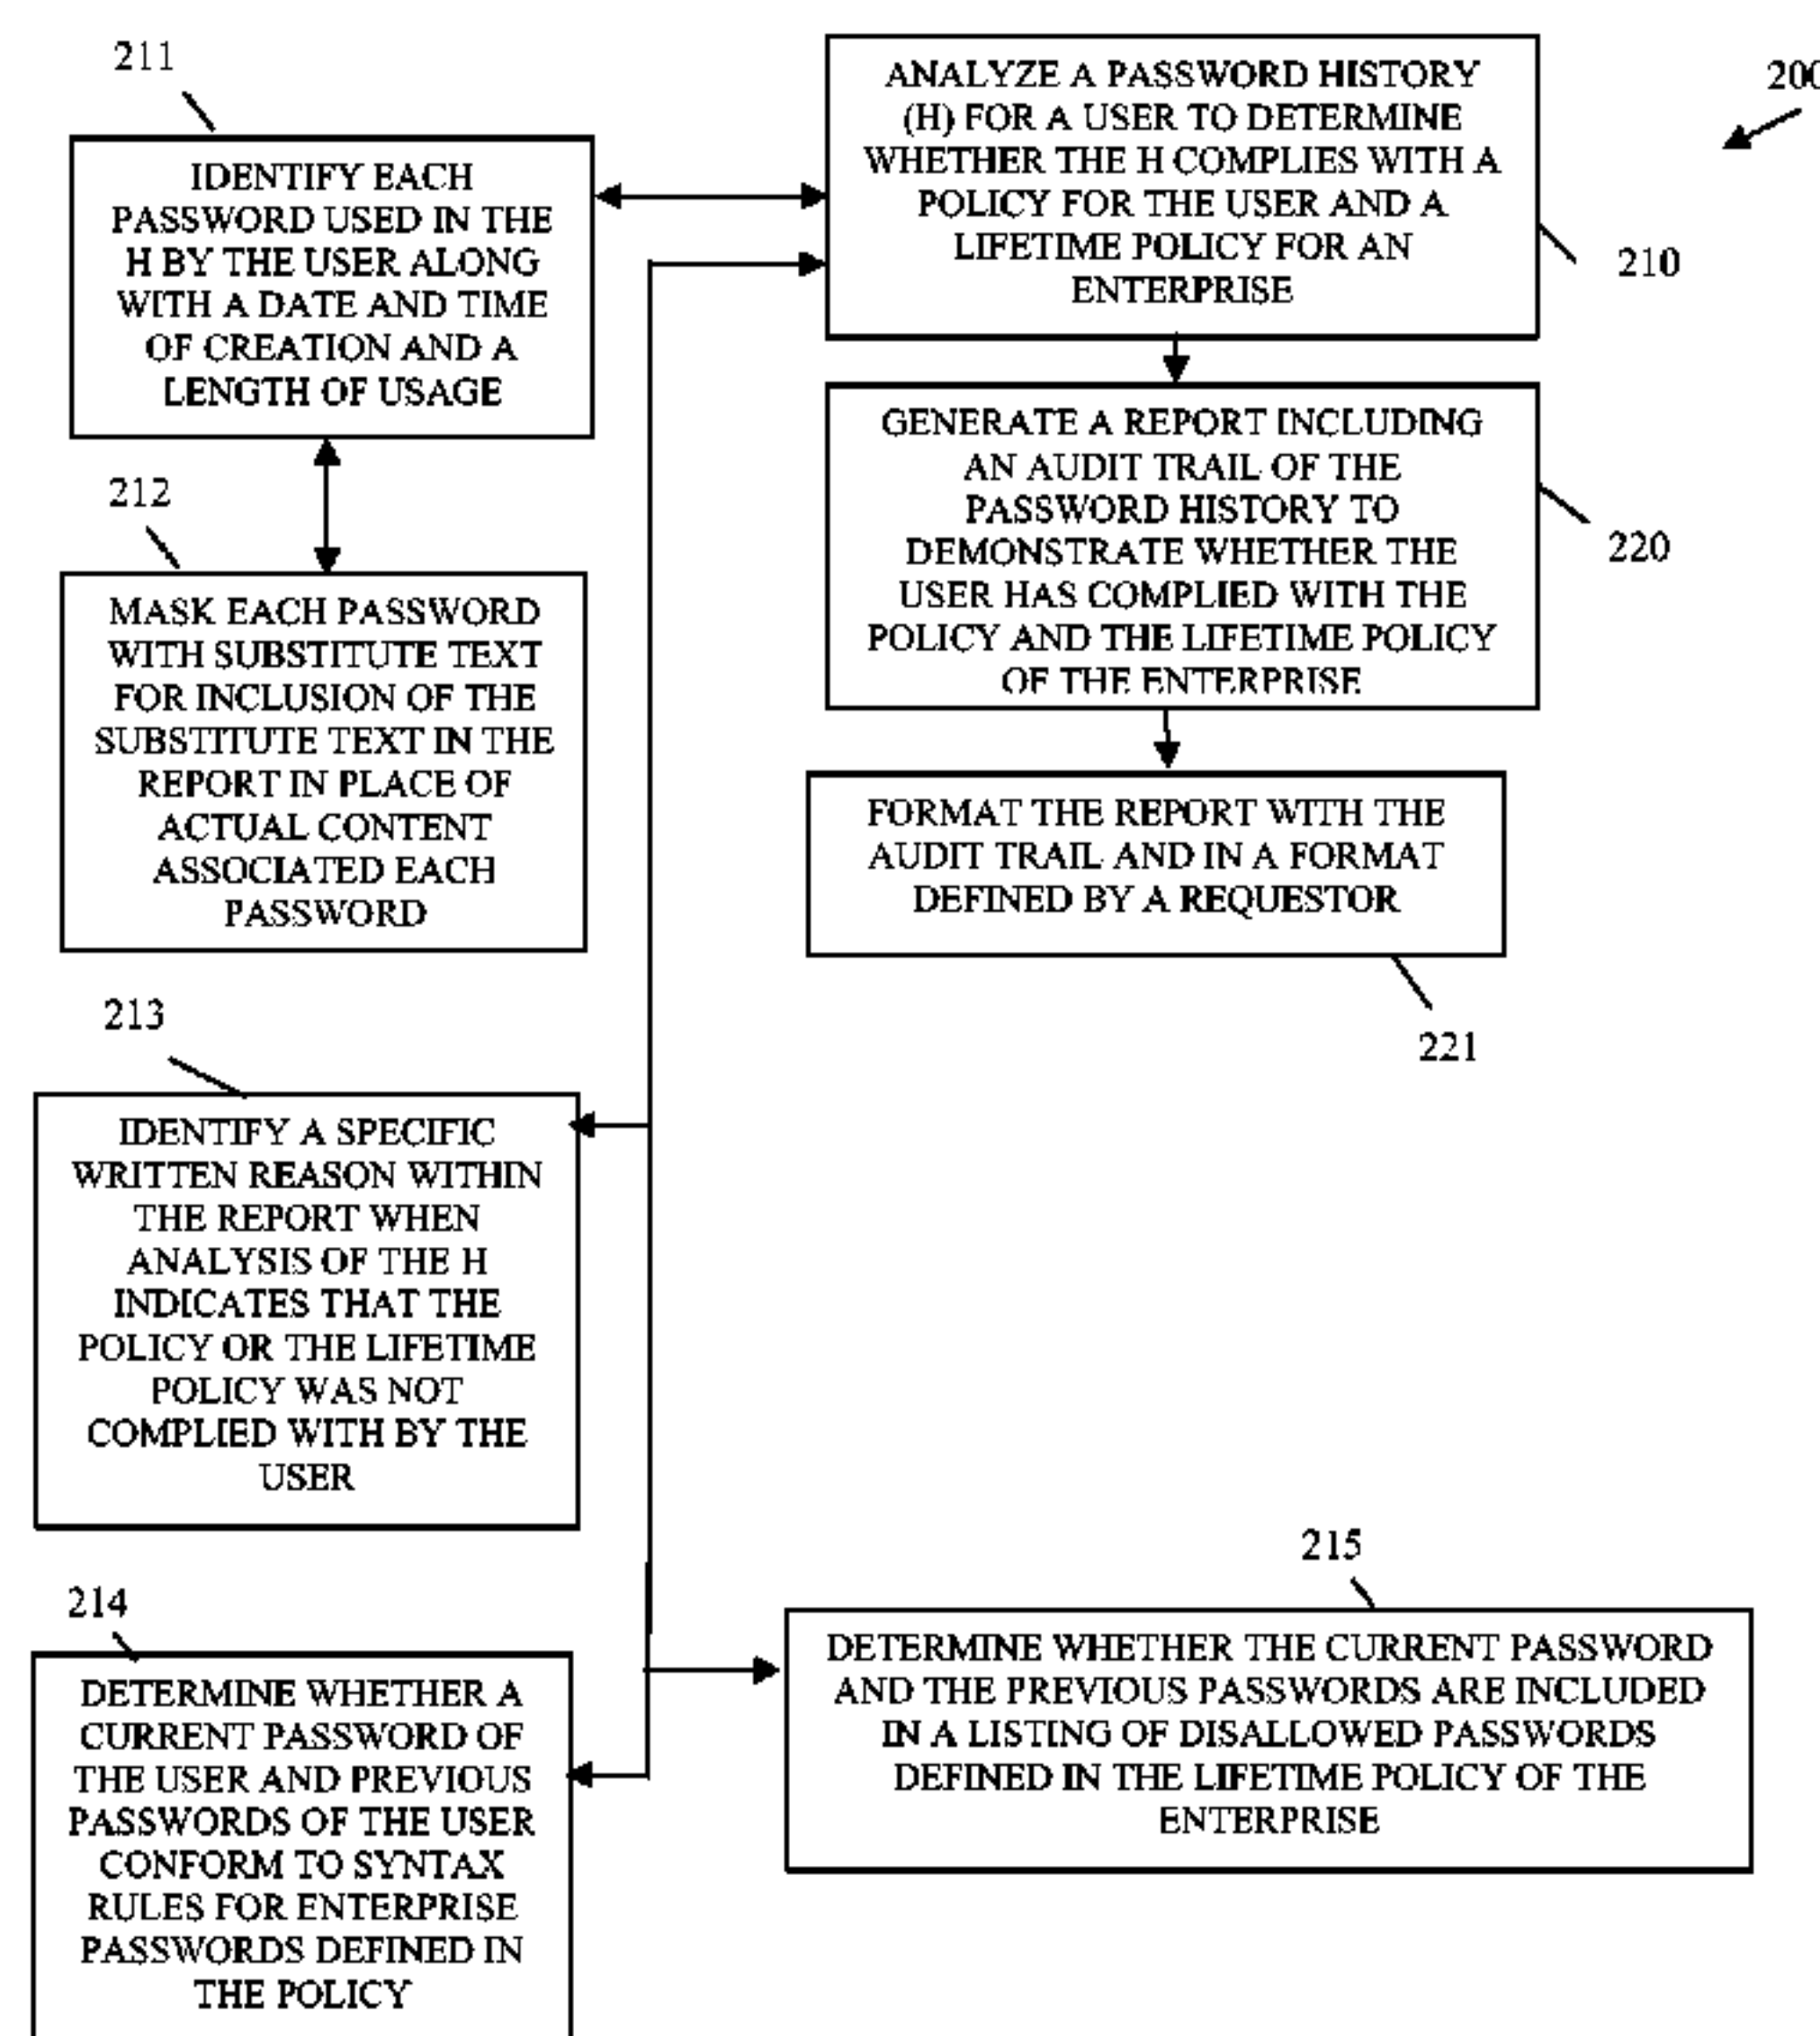 211
IDENTIFY EACH
PASSWORD USED IN THE
H BY THE USER ALONG
WITH A DATE AND TIME
OF CREATION AND A
LENGTH OF USAGE
ANALYZE A PASSWORD HISTORY
(H) FOR A USER TO DETERMINE
WHETHER THE H COMPLIES WITH A
POLICY FOR THE USER AND A
LIFETIME POLICY FOR AN
ENTERPRISE
200
210
212
MASK EACH PASSWORD
WITH SUBSTITUTE TEXT
FOR INCLUSION OF THE
SUBSTITUTE TEXT IN THE
REPORT IN PLACE OF
ACTUAL CONTENT
ASSOCIATED EACH
PASSWORD
GENERATE A REPORT INCLUDING
AN AUDIT TRAIL OF THE
PASSWORD HISTORY TO
DEMONSTRATE WHETHER THE
USER HAS COMPLIED WITH THE
POLICY AND THE LIFETIME POLICY
OF THE ENTERPRISE
220
FORMAT THE REPORT WITH THE
AUDIT TRAIL AND IN A FORMAT
DEFINED BY A REQUESTOR
221
213
IDENTIFY A SPECIFIC
WRITTEN REASON WITHIN
THE REPORT WHEN
ANALYSIS OF THE H
INDICATES THAT THE
POLICY OR THE LIFETIME
POLICY WAS NOT
COMPLIED WITH BY THE
USER
214
DETERMINE WHETHER A
CURRENT PASSWORD OF
THE USER AND PREVIOUS
PASSWORDS OF THE USER
CONFORM TO SYNTAX
RULES FOR ENTERPRISE
PASSWORDS DEFINED IN
THE POLICY
215
DETERMINE WHETHER THE CURRENT PASSWORD
AND THE PREVIOUS PASSWORDS ARE INCLUDED
IN A LISTING OF DISALLOWED PASSWORDS
DEFINED IN THE LIFETIME POLICY OF THE
ENTERPRISE